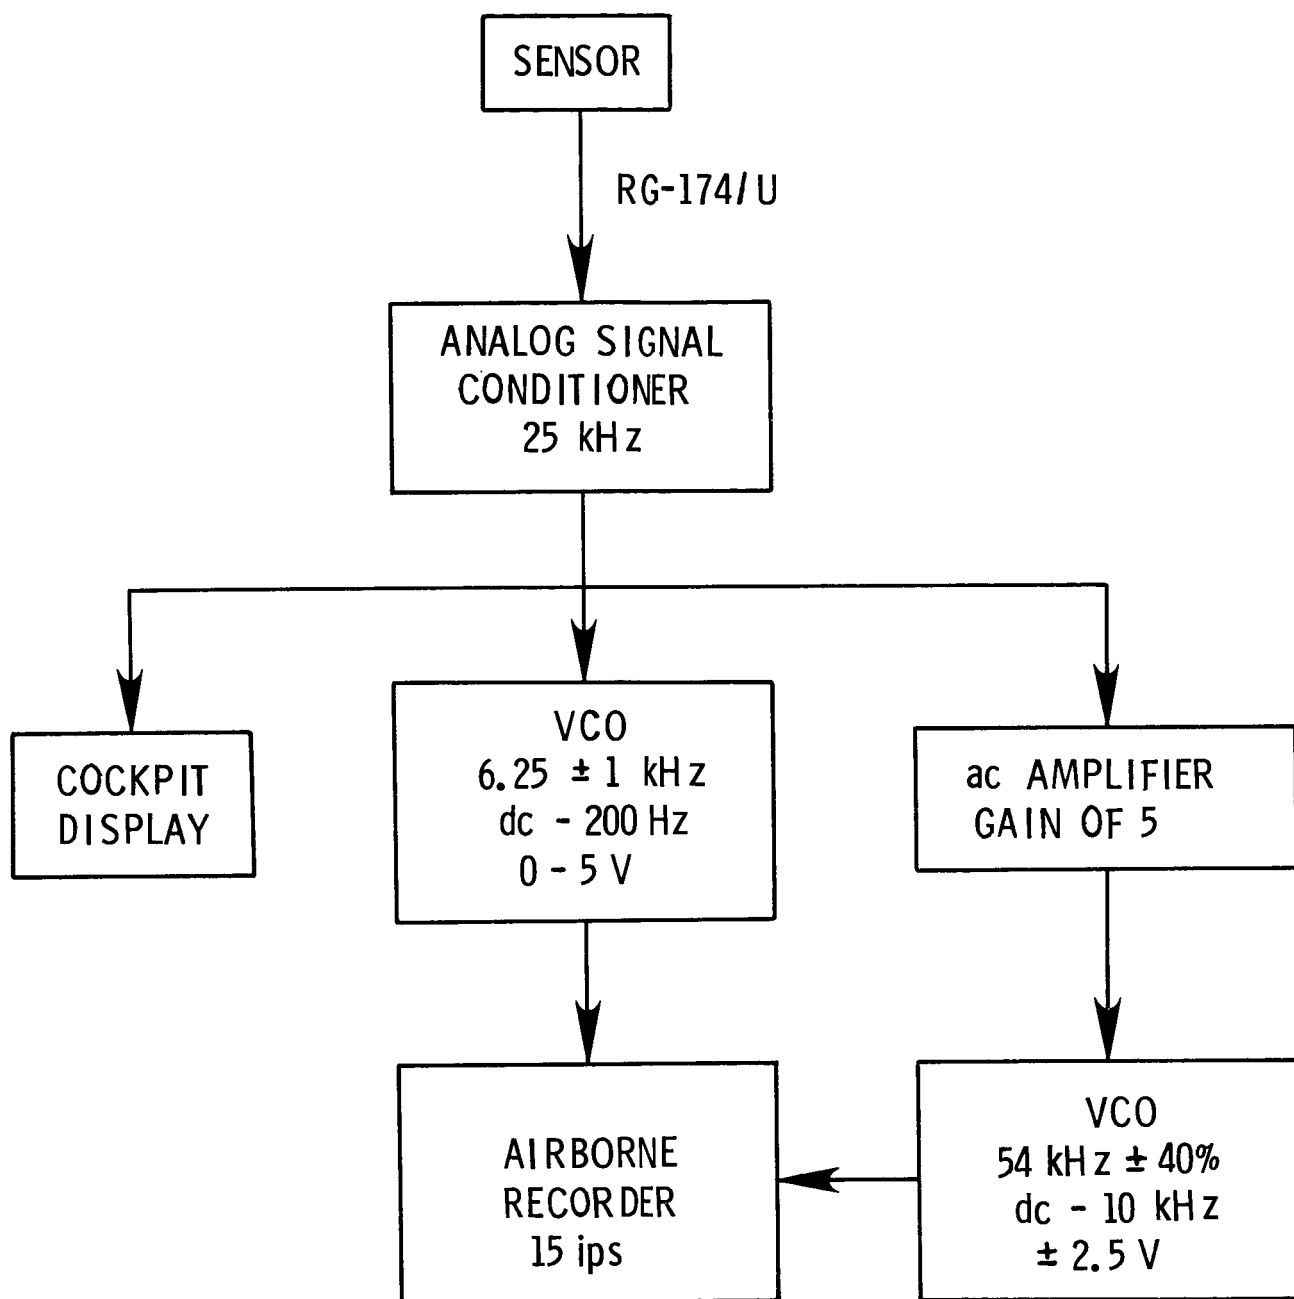 SENSOR
RG-174/U
ANALOG SIGNAL
CONDITIONER
25 kHz
COCKPIT
DISPLAY
VCO
6.25 ± 1 kHz
dc - 200 Hz
0 - 5 V
ac AMPLIFIER
GAIN OF 5
AIRBORNE
RECORDER
15 ips
VCO
54 kHz ± 40%
dc - 10 kHz
± 2.5 V